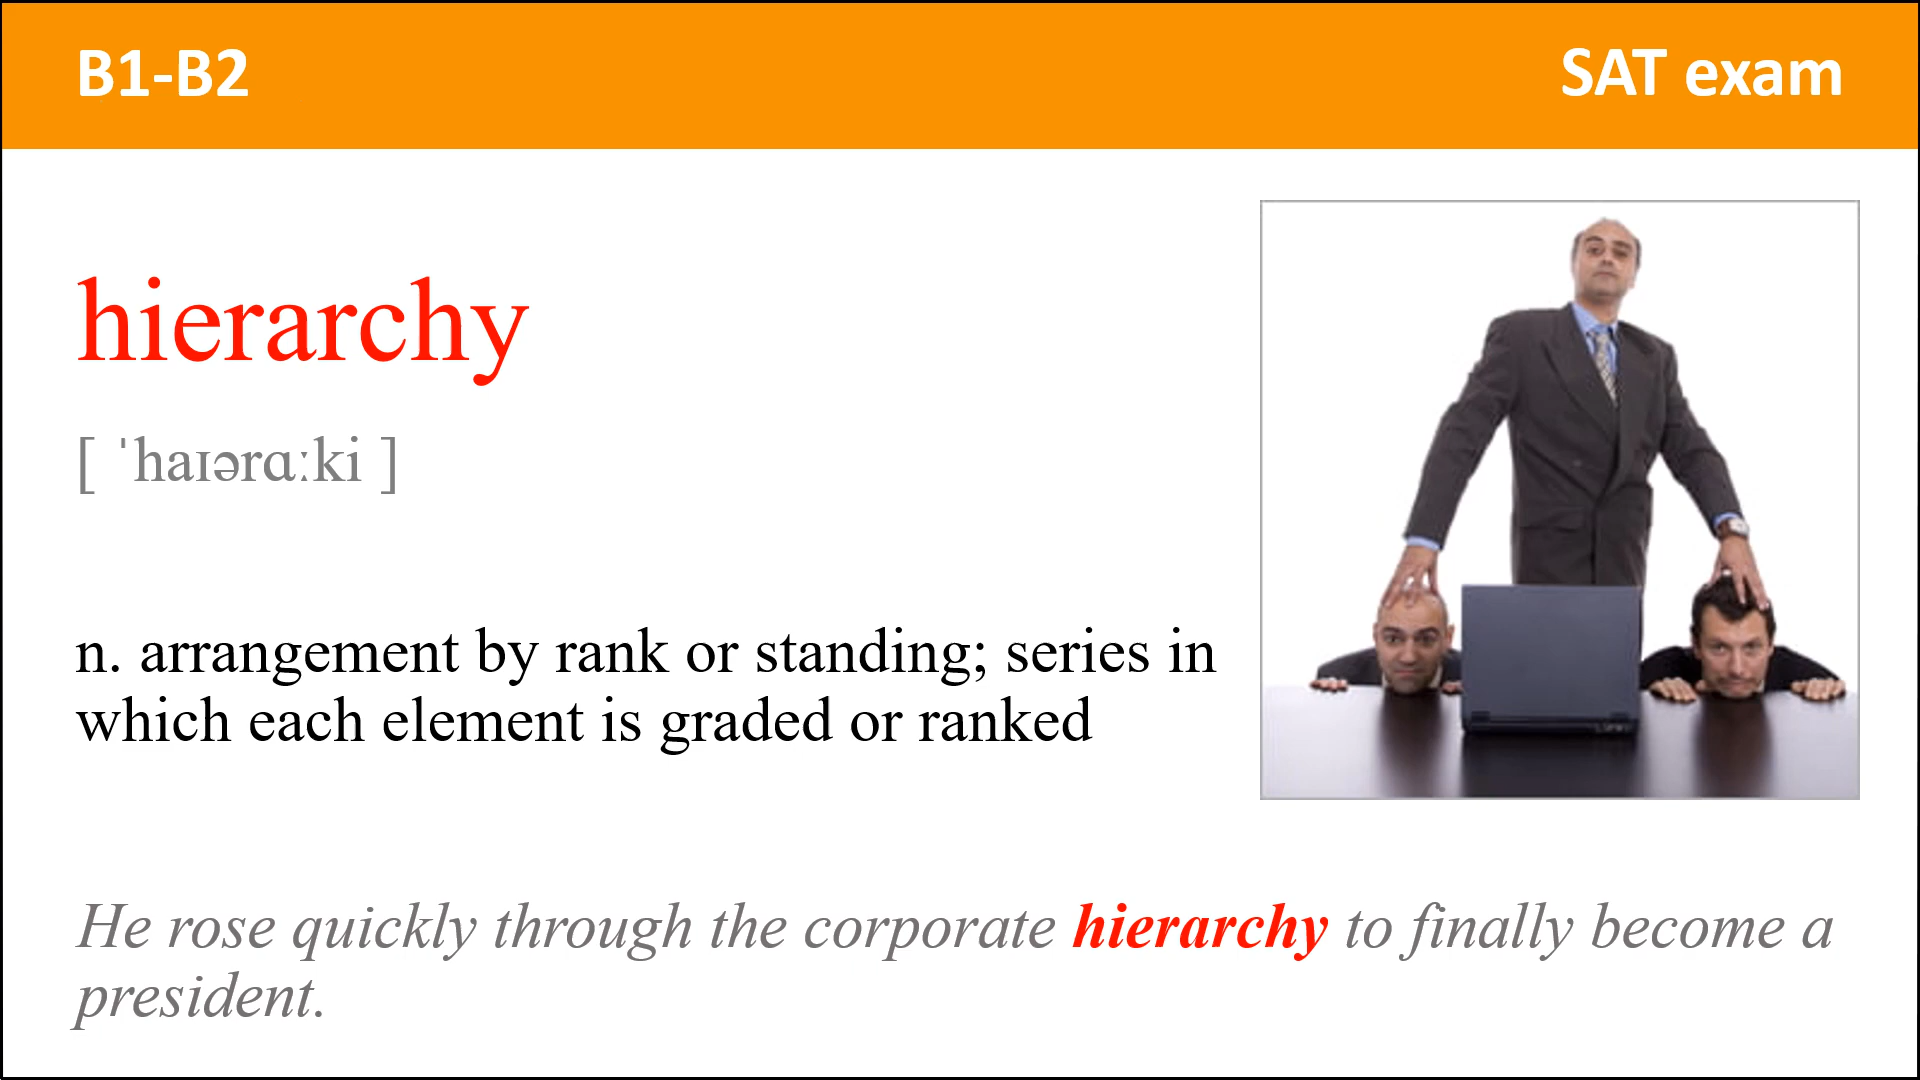 B1-B2
SAT exam
hierarchy
[ ˈhaɪərɑːki ]
n. arrangement by rank or standing; series in
which each element is graded or ranked
He rose quickly through the corporate hierarchy to finally become a
president.